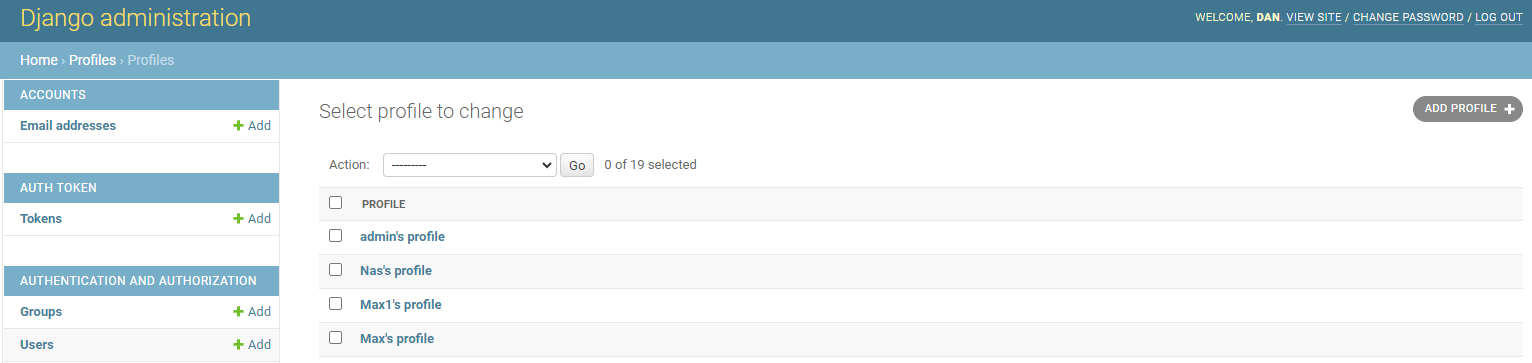 Django administration
WELCOME, DAN. VIEW SITE / CHANGE PASSWORD / LOG OUT
Home › Profiles › Profiles
ACCOUNTS
Email addresses + Add
AUTH TOKEN
Tokens + Add
AUTHENTICATION AND AUTHORIZATION
Groups + Add
Users + Add
Select profile to change
ADD PROFILE +
Action: --------- Go 0 of 19 selected
PROFILE
admin's profile
Nas's profile
Max1's profile
Max's profile